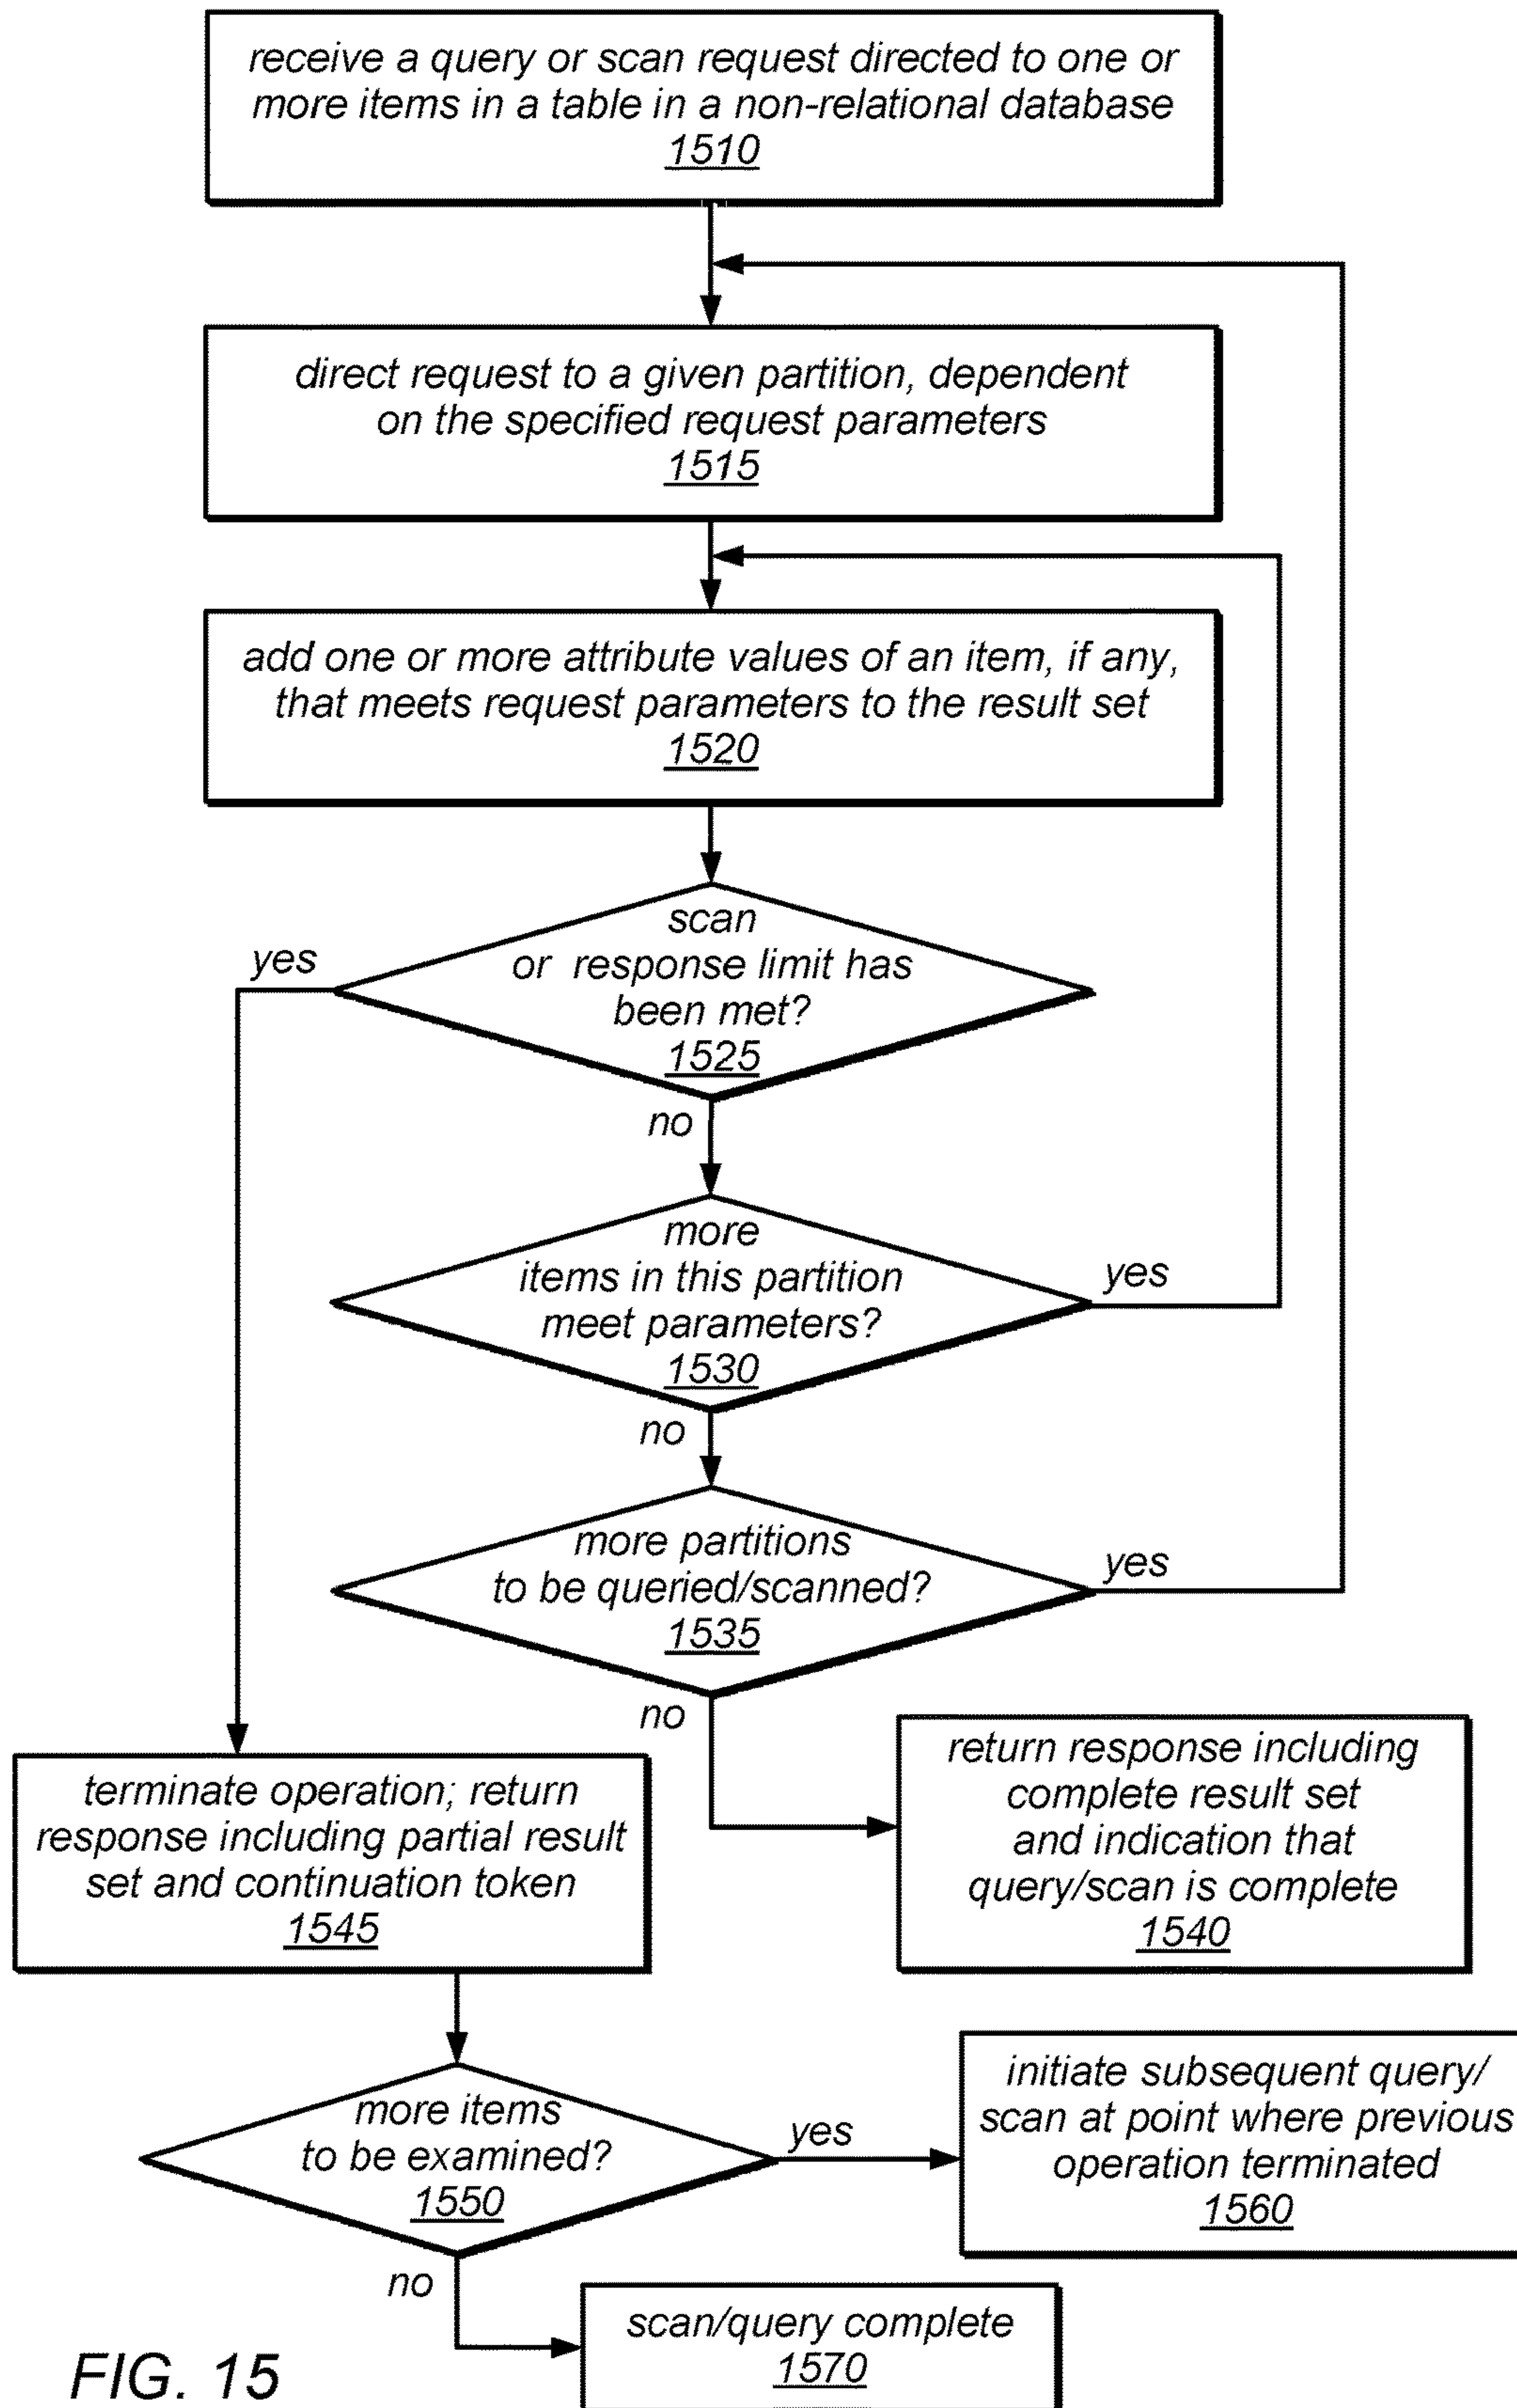 receive a query or scan request directed to one or
more items in a table in a non-relational database
1510
direct request to a given partition, dependent
on the specified request parameters
1515
add one or more attribute values of an item, if any,
that meets request parameters to the result set
1520
scan
or response limit has
been met?
1525
yes
no
more
items in this partition
meet parameters?
1530
yes
no
more partitions
to be queried/scanned?
1535
yes
no
return response including
complete result set
and indication that
query/scan is complete
1540
terminate operation; return
response including partial result
set and continuation token
1545
more items
to be examined?
1550
yes
no
initiate subsequent query/
scan at point where previous
operation terminated
1560
scan/query complete
1570
FIG. 15